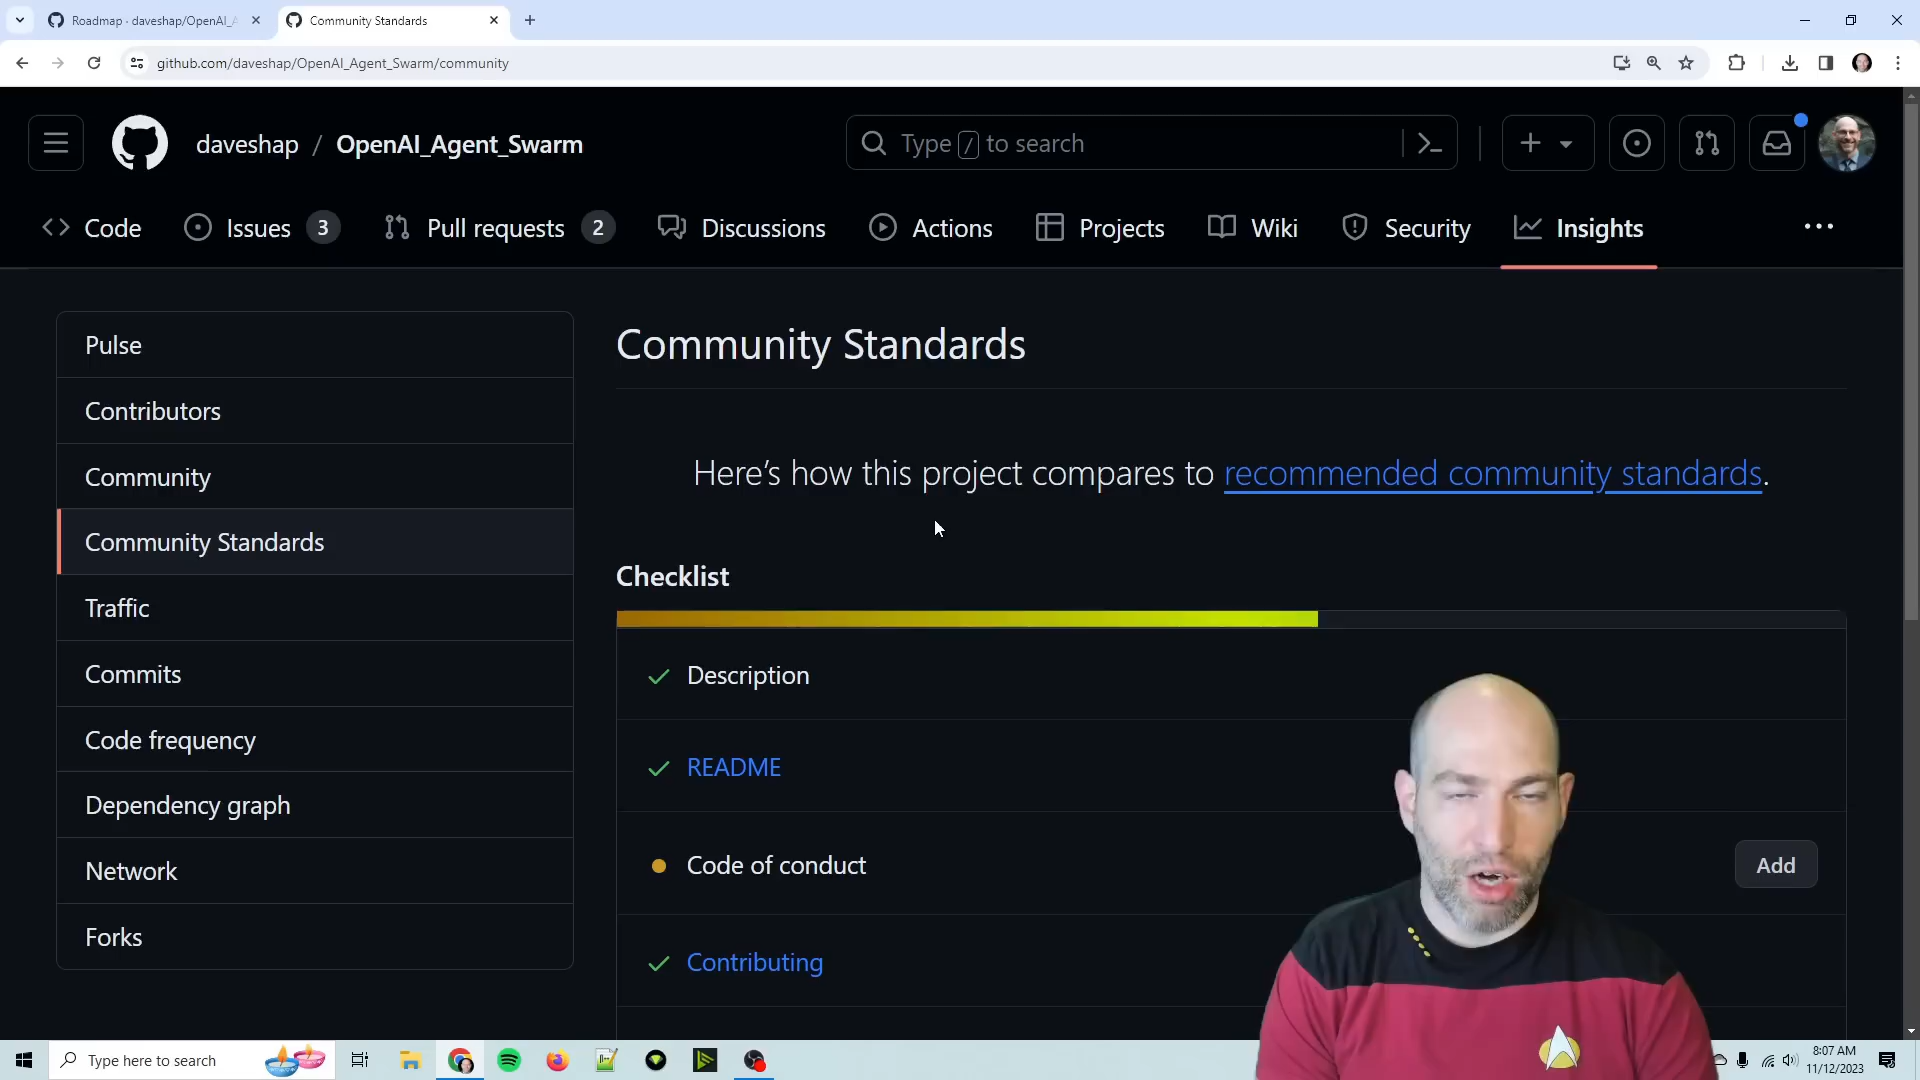 Roadmap · daveshap/OpenAI_A
Community Standards
github.com/daveshap/OpenAI_Agent_Swarm/community
daveshap / OpenAI_Agent_Swarm
Type / to search
Code
Issues 3
Pull requests 2
Discussions
Actions
Projects
Wiki
Security
Insights
Pulse
Contributors
Community
Community Standards
Traffic
Commits
Code frequency
Dependency graph
Network
Forks
Community Standards
Here’s how this project compares to recommended community standards.
Checklist
Description
README
Code of conduct
Add
Contributing
Type here to search
8:07 AM
11/12/2023